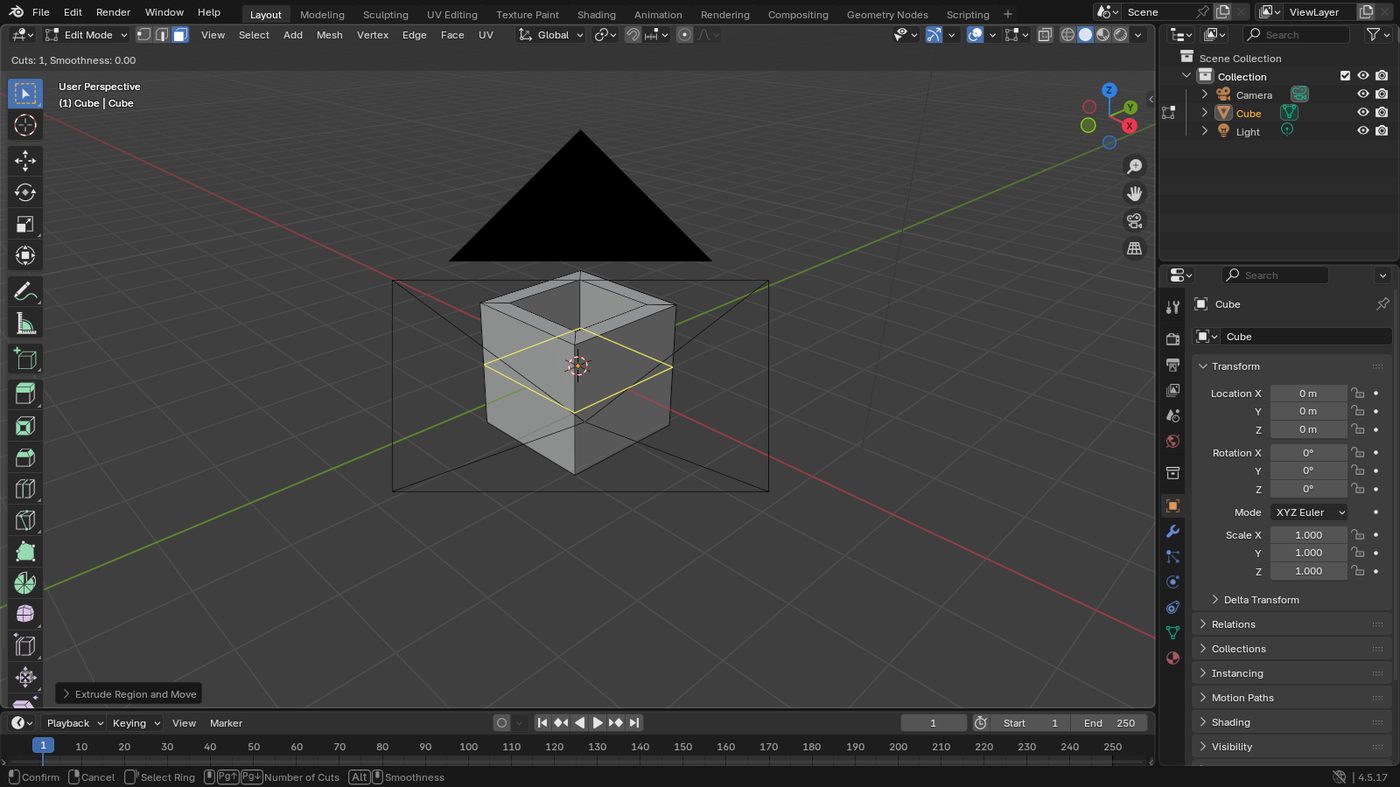 File Edit Render Window Help Layout Modeling Sculpting UV Editing Texture Paint Shading Animation Rendering Compositing Geometry Nodes Scripting + Scene ViewLayer
Edit Mode View Select Add Mesh Vertex Edge Face UV Global Search
Cuts: 1, Smoothness: 0.00
User Perspective
(1) Cube | Cube
Z
Y
X
Scene Collection
Collection
Camera
Cube
Light
Search
Cube
Cube
Transform
Location X 0 m
Y 0 m
Z 0 m
Rotation X 0°
Y 0°
Z 0°
Mode XYZ Euler
Scale X 1.000
Y 1.000
Z 1.000
Delta Transform
Relations
Collections
Instancing
Motion Paths
Shading
Visibility
Extrude Region and Move
Playback Keying View Marker 1 Start 1 End 250
1 10 20 30 40 50 60 70 80 90 100 110 120 130 140 150 160 170 180 190 200 210 220 230 240 250
Confirm Cancel Select Ring Pg↑ Pg↓ Number of Cuts Alt Smoothness 4.5.17